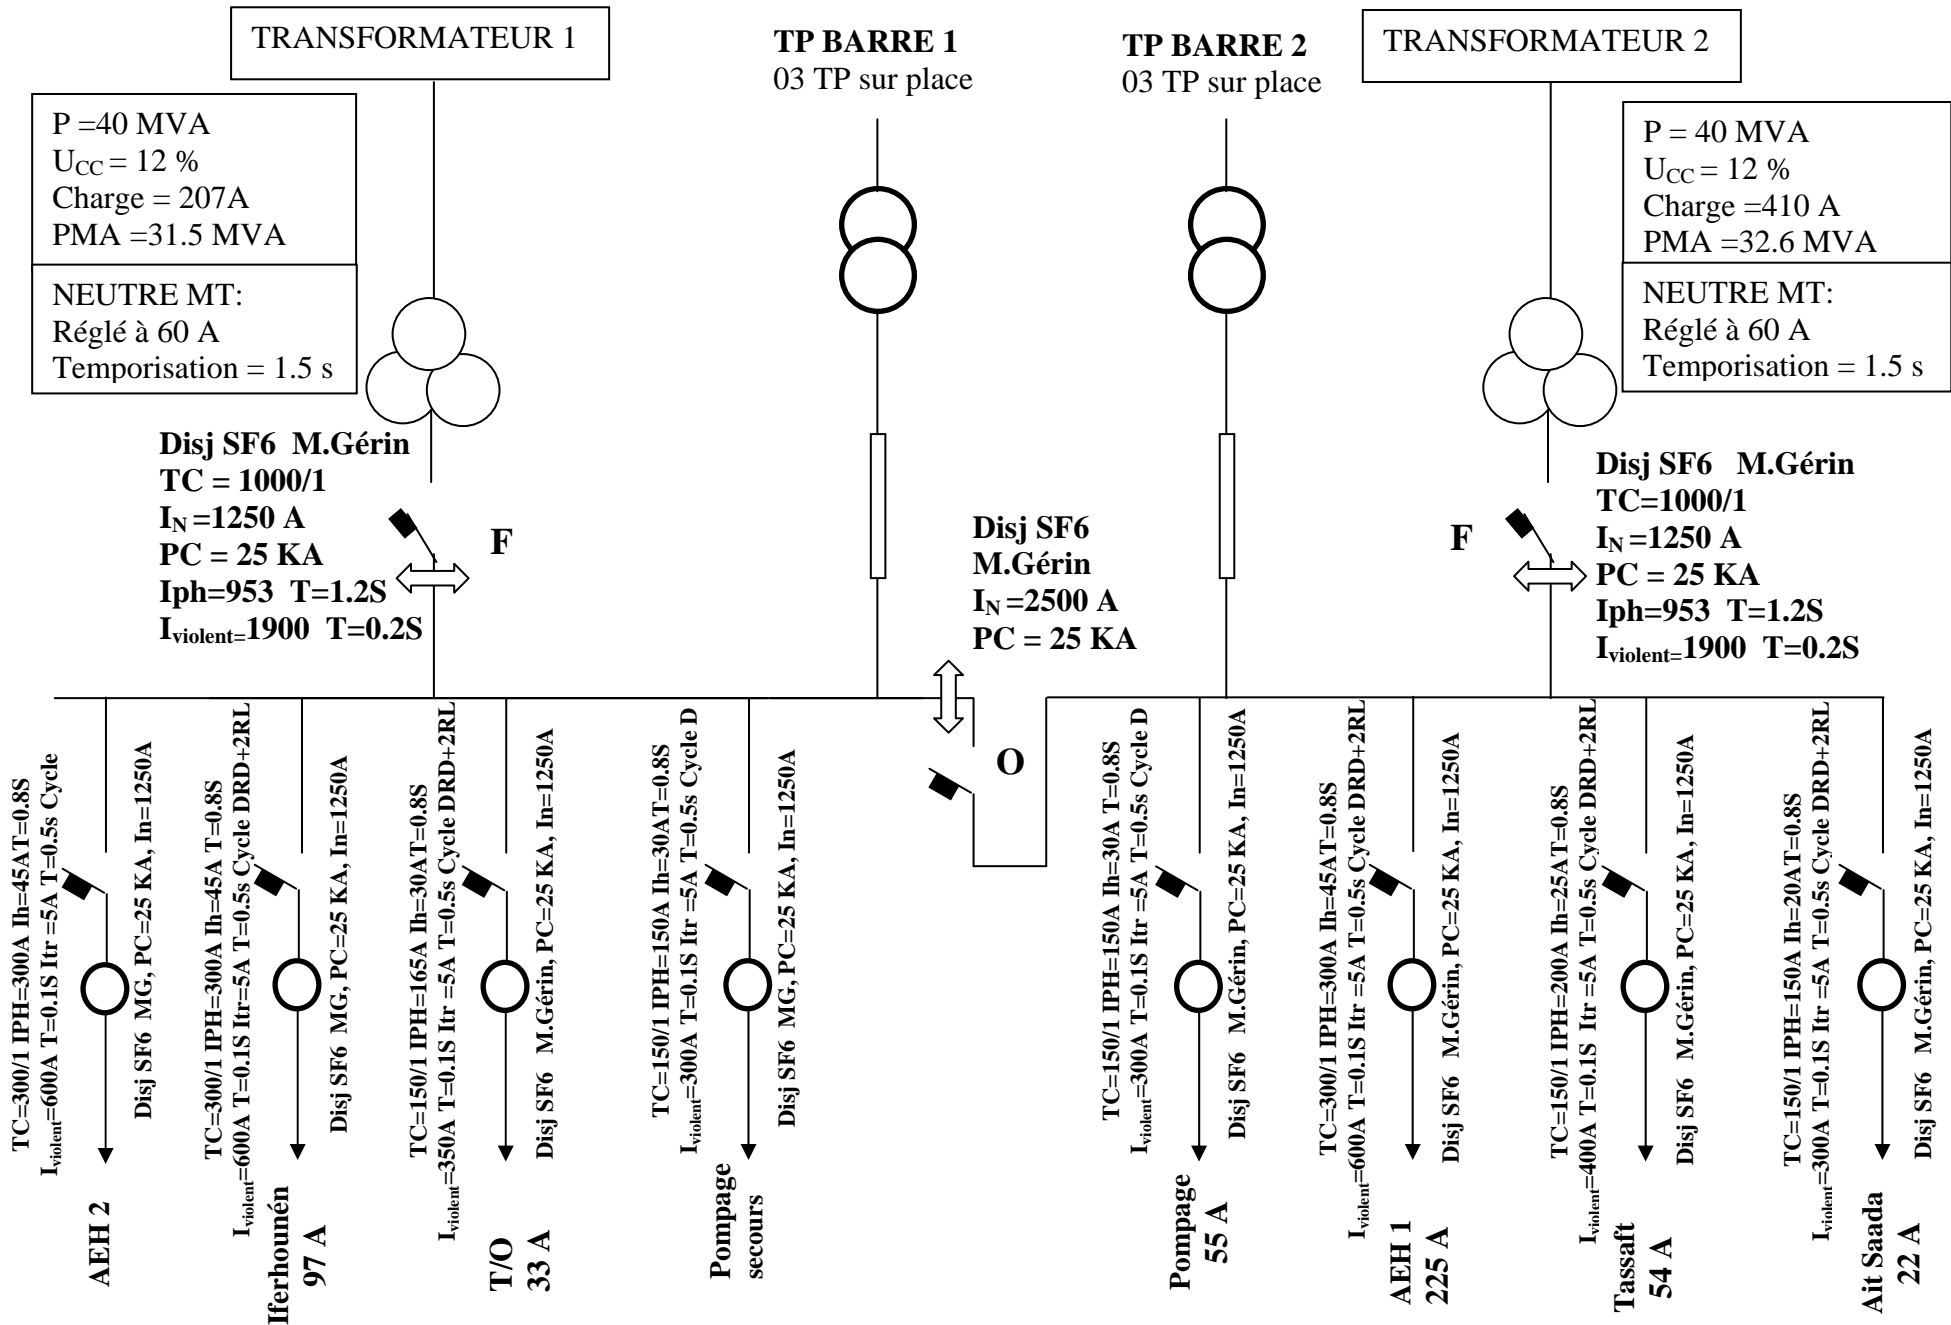 TRANSFORMATEUR 1
TP BARRE 1
03 TP sur place
TP BARRE 2
03 TP sur place
TRANSFORMATEUR 2
P =40 MVA
UCC = 12 %
Charge = 207A
PMA =31.5 MVA
NEUTRE MT:
Réglé à 60 A
Temporisation = 1.5 s
P = 40 MVA
UCC = 12 %
Charge =410 A
PMA =32.6 MVA
NEUTRE MT:
Réglé à 60 A
Temporisation = 1.5 s
Disj SF6 M.Gérin
TC = 1000/1
IN =1250 A
PC = 25 KA
Iph=953 T=1.2S
Iviolent=1900 T=0.2S
F
Disj SF6
M.Gérin
IN =2500 A
PC = 25 KA
F
Disj SF6 M.Gérin
TC=1000/1
IN =1250 A
PC = 25 KA
Iph=953 T=1.2S
Iviolent=1900 T=0.2S
O
TC=300/1 IPH=300A Ih=45AT=0.8S
Iviolent=600A T=0.1S Itr =5A T=0.5s Cycle
Disj SF6 MG, PC=25 KA, In=1250A
AEH 2
TC=300/1 IPH=300A Ih=45A T=0.8S
Iviolent=600A T=0.1S Itr=5A T=0.5s Cycle DRD+2RL
Disj SF6 MG, PC=25 KA, In=1250A
Iferhounén
97 A
TC=150/1 IPH=165A Ih=30AT=0.8S
Iviolent=350A T=0.1S Itr =5A T=0.5s Cycle DRD+2RL
Disj SF6 M.Gérin, PC=25 KA, In=1250A
T/O
33 A
TC=150/1 IPH=150A Ih=30AT=0.8S
Iviolent=300A T=0.1S Itr =5A T=0.5s Cycle D
Disj SF6 MG, PC=25 KA, In=1250A
Pompage
secours
TC=150/1 IPH=150A Ih=30A T=0.8S
Iviolent=300A T=0.1S Itr =5A T=0.5s Cycle D
Disj SF6 M.Gérin, PC=25 KA, In=1250A
Pompage
55 A
TC=300/1 IPH=300A Ih=45AT=0.8S
Iviolent=600A T=0.1S Itr =5A T=0.5s Cycle DRD+2RL
Disj SF6 M.Gérin, PC=25 KA, In=1250A
AEH 1
225 A
TC=150/1 IPH=200A Ih=25AT=0.8S
Iviolent=400A T=0.1S Itr =5A T=0.5s Cycle DRD+2RL
Disj SF6 M.Gérin, PC=25 KA, In=1250A
Tassaft
54 A
TC=150/1 IPH=150A Ih=20AT=0.8S
Iviolent=300A T=0.1S Itr =5A T=0.5s Cycle DRD+2RL
Disj SF6 M.Gérin, PC=25 KA, In=1250A
Ait Saada
22 A